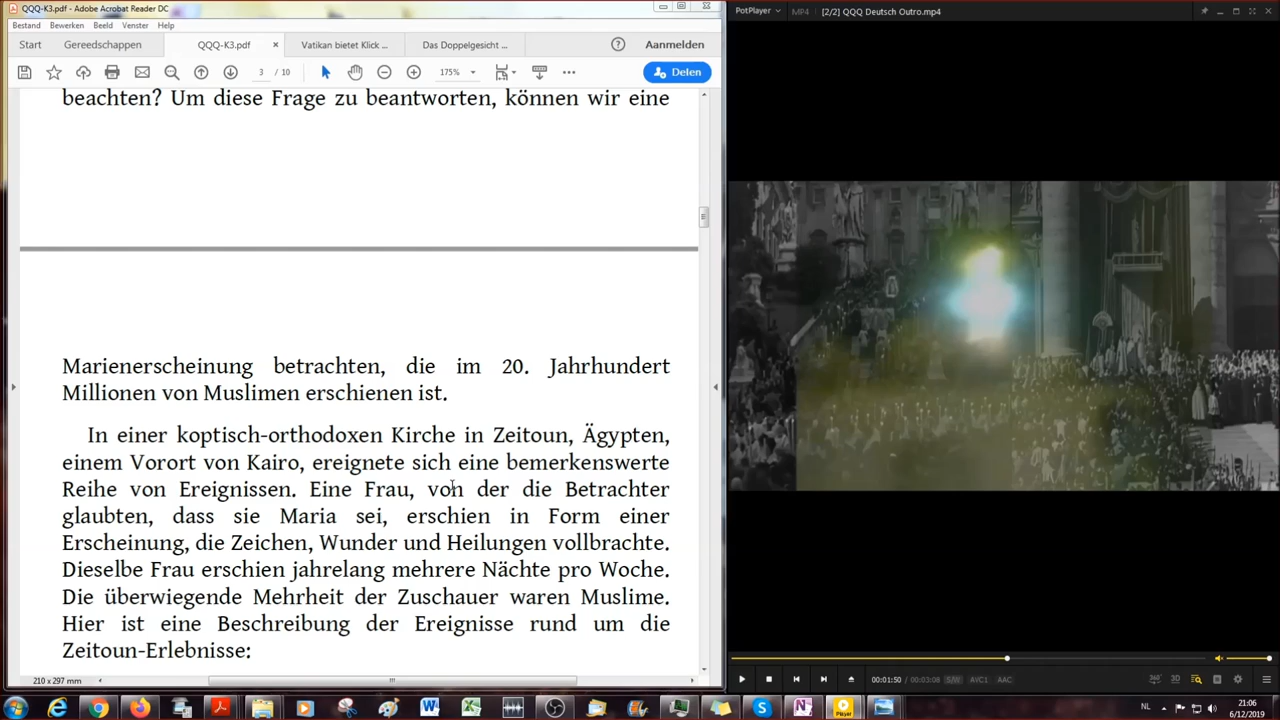 QQQ-K3.pdf - Adobe Acrobat Reader DC
Bestand Bewerken Beeld Venster Help
Start Gereedschappen QQQ-K3.pdf × Vatikan bietet Klick ... Das Doppelgesicht ... Aanmelden
3 / 10 175% Delen
beachten? Um diese Frage zu beantworten, können wir eine
Marienerscheinung betrachten, die im 20. Jahrhundert
Millionen von Muslimen erschienen ist.
In einer koptisch-orthodoxen Kirche in Zeitoun, Ägypten,
einem Vorort von Kairo, ereignete sich eine bemerkenswerte
Reihe von Ereignissen. Eine Frau, von der die Betrachter
glaubten, dass sie Maria sei, erschien in Form einer
Erscheinung, die Zeichen, Wunder und Heilungen vollbrachte.
Dieselbe Frau erschien jahrelang mehrere Nächte pro Woche.
Die überwiegende Mehrheit der Zuschauer waren Muslime.
Hier ist eine Beschreibung der Ereignisse rund um die
Zeitoun-Erlebnisse:
210 x 297 mm
PotPlayer MP4 [2/2] QQQ Deutsch Outro.mp4
00:01:50 / 00:03:08 S/W AVC1 AAC 360° 3D
NL 21:06
6/12/2019